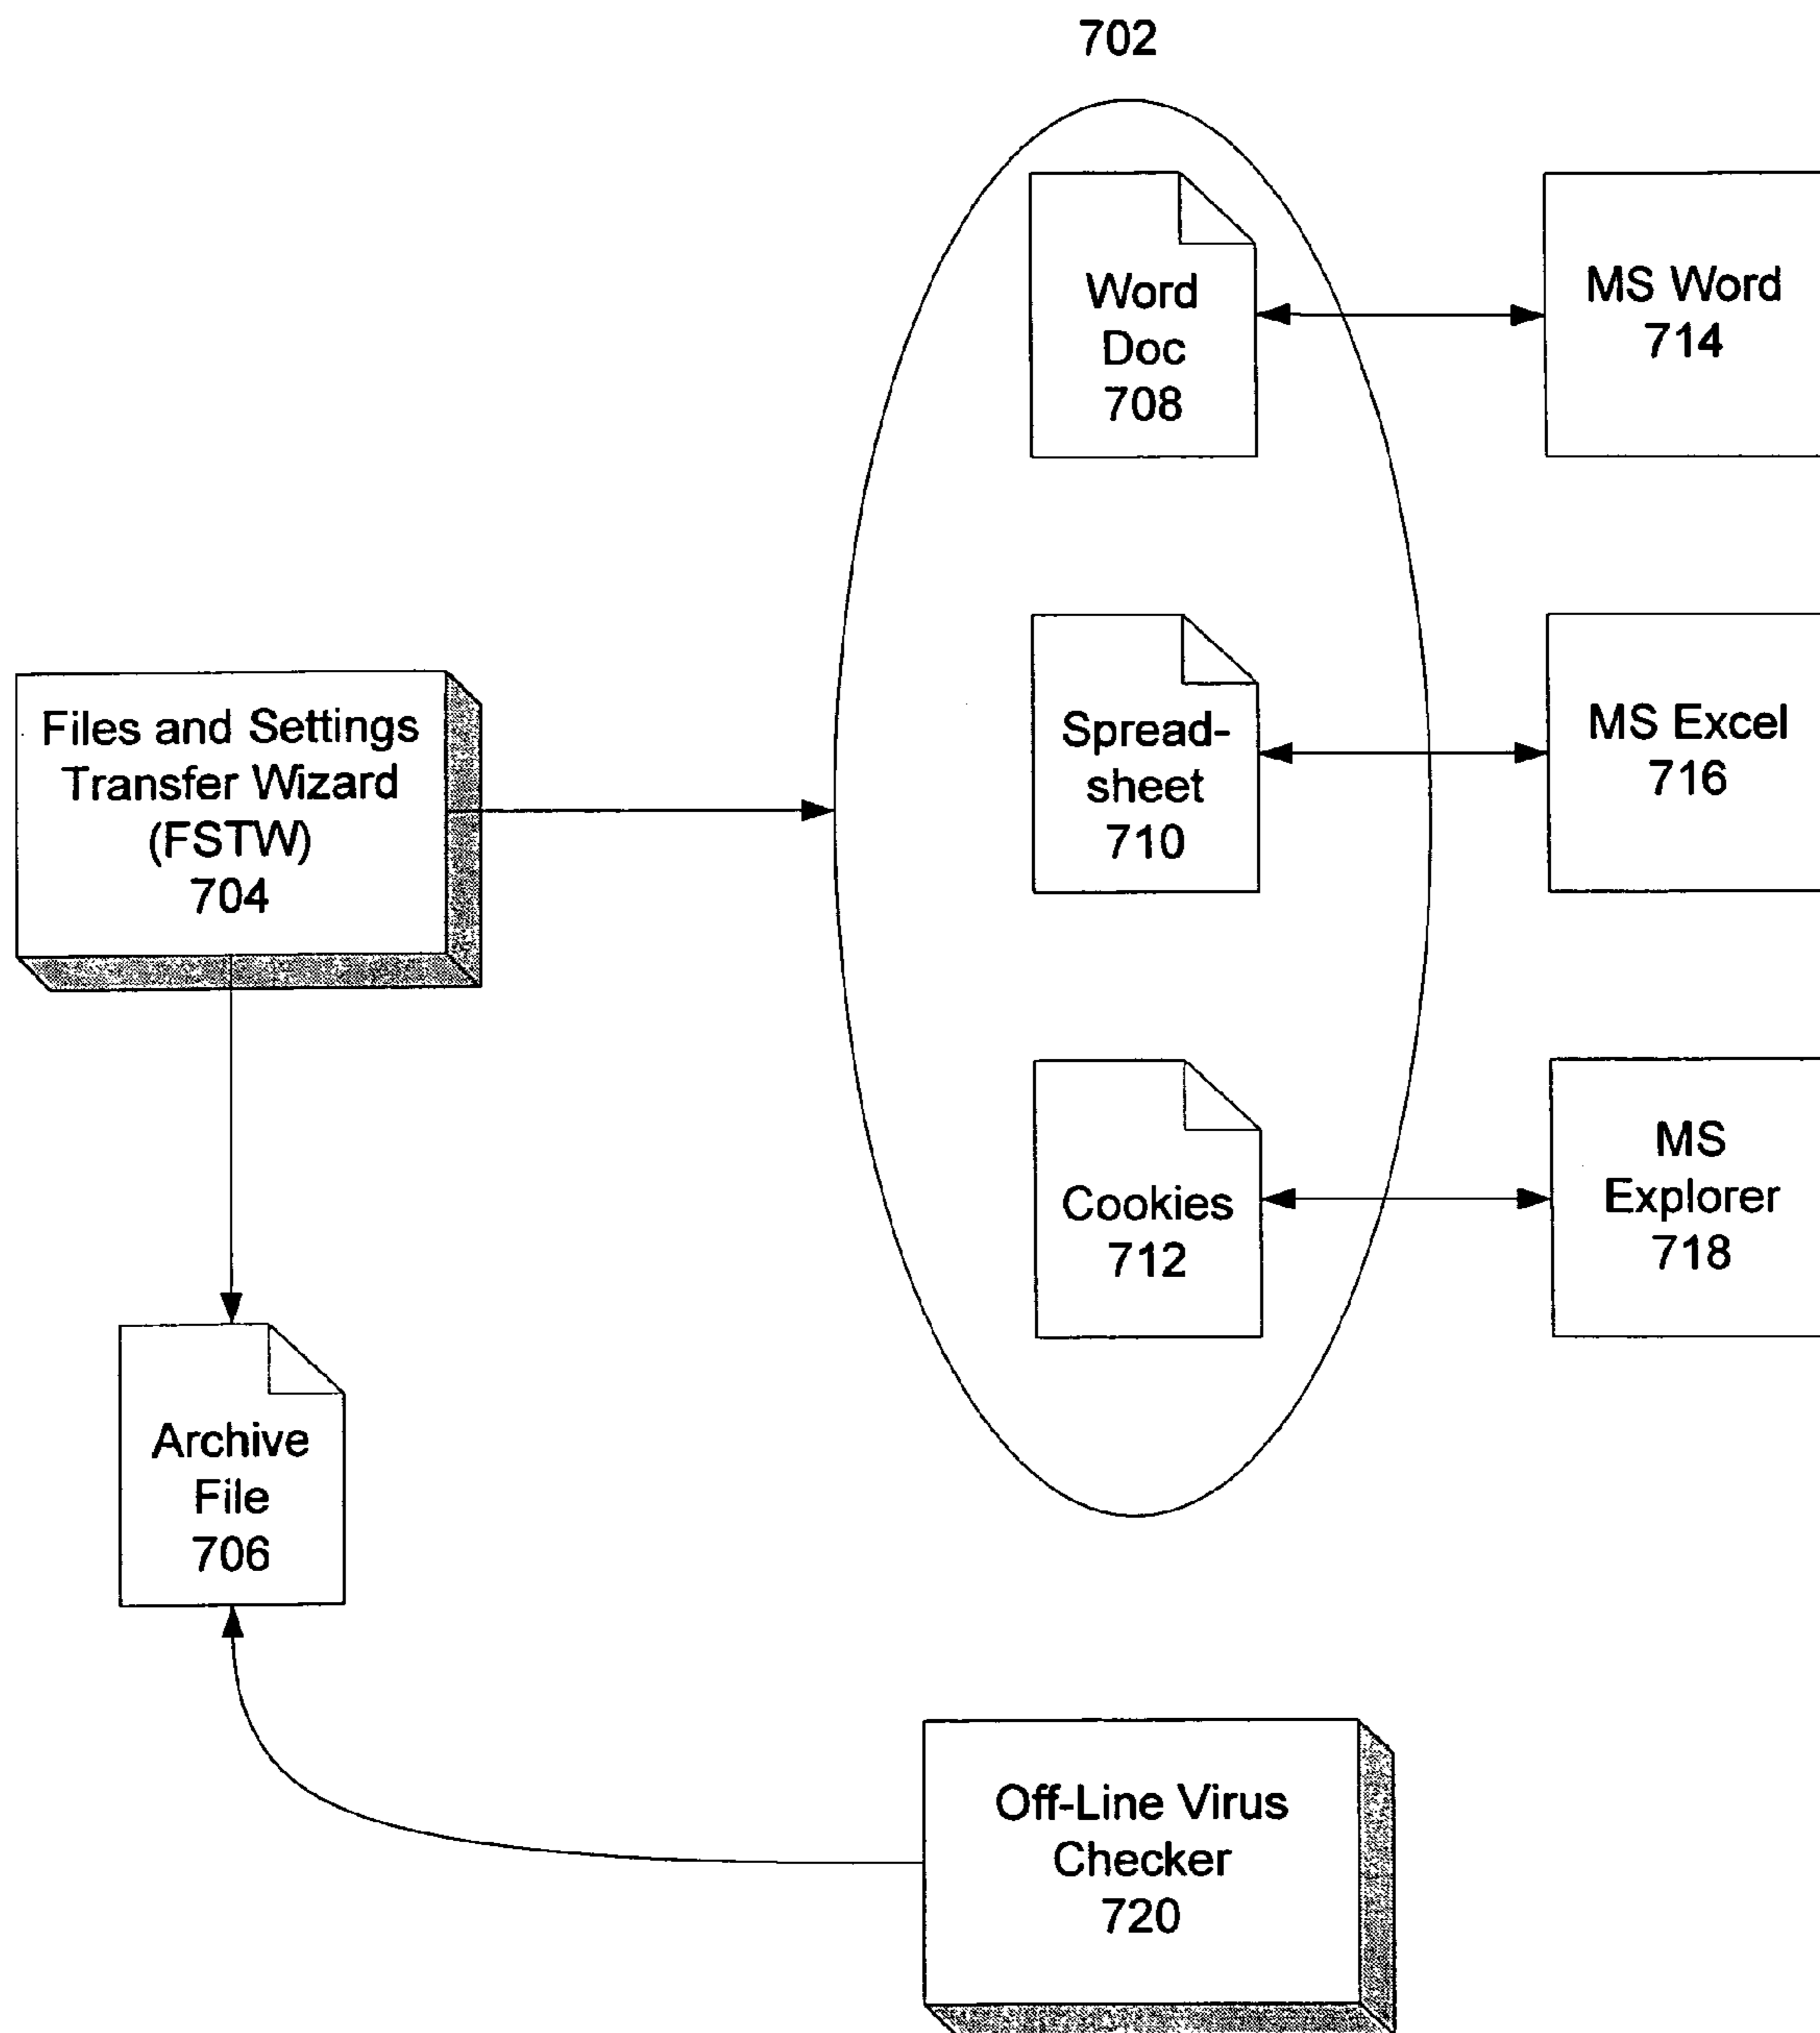 702
Word
Doc
708
MS Word
714
Files and Settings
Transfer Wizard
(FSTW)
704
Spread-
sheet
710
MS Excel
716
Cookies
712
MS
Explorer
718
Archive
File
706
Off-Line Virus
Checker
720